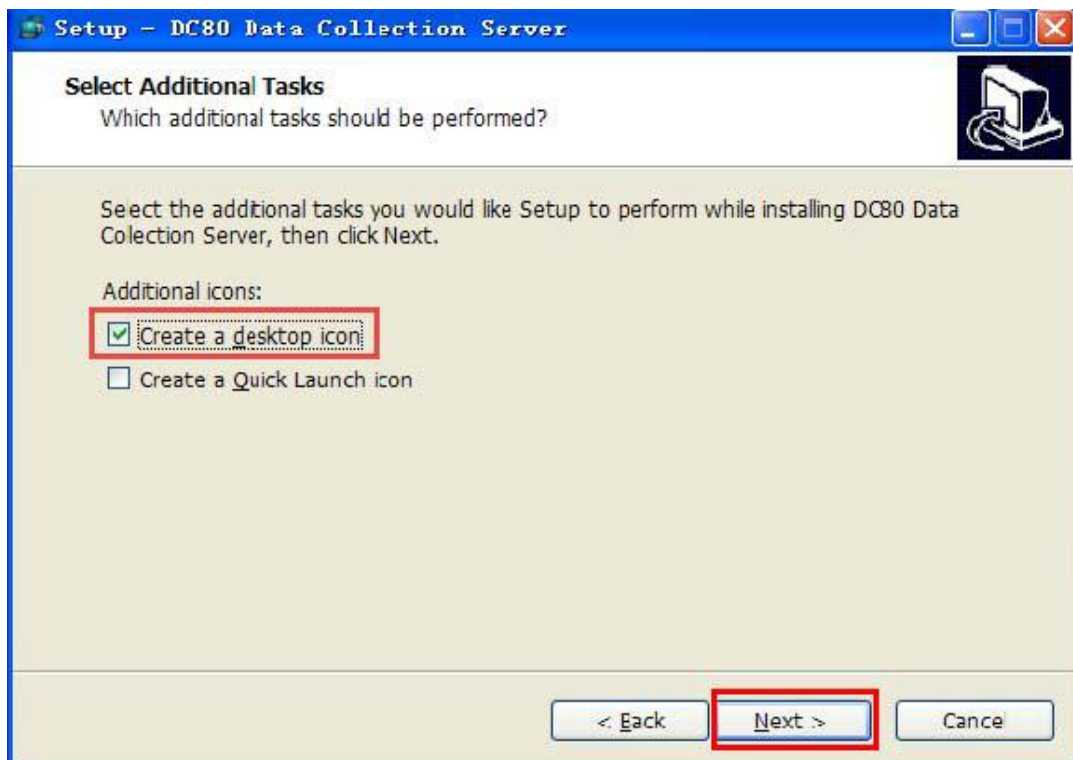 Setup - DC80 Data Collection Server
Select Additional Tasks
Which additional tasks should be performed?
Seect the additional tasks you would like Setup to perform while installing DC80 Data
Colection Server, then click Next.
Additional icons:
Create a desktop icon
Create a Quick Launch icon
< Eack
Next >
Cance